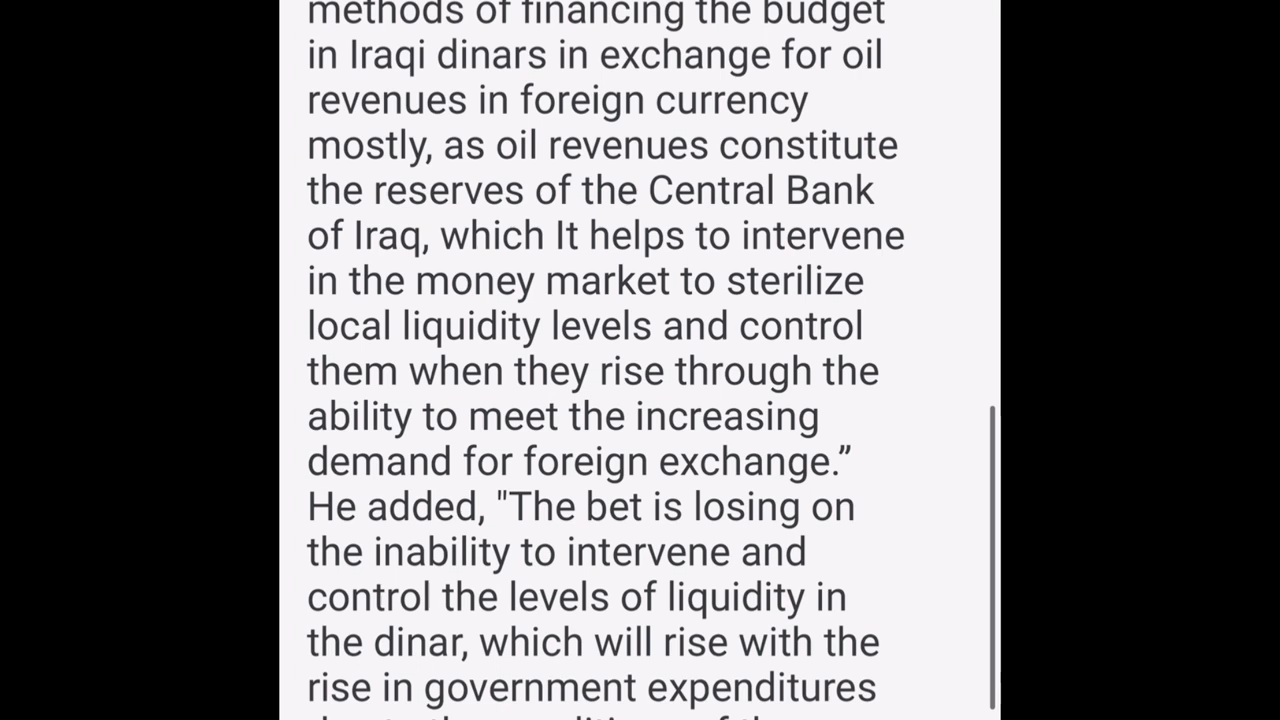 methods of financing the budget
in Iraqi dinars in exchange for oil
revenues in foreign currency
mostly, as oil revenues constitute
the reserves of the Central Bank
of Iraq, which It helps to intervene
in the money market to sterilize
local liquidity levels and control
them when they rise through the
ability to meet the increasing
demand for foreign exchange.”
He added, "The bet is losing on
the inability to intervene and
control the levels of liquidity in
the dinar, which will rise with the
rise in government expenditures